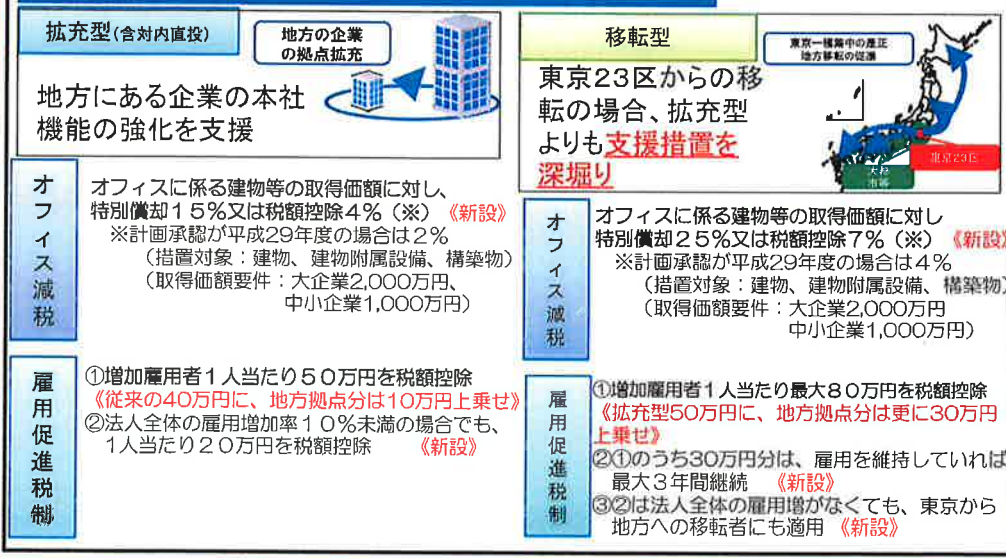 拡充型(含対内直投)
地方の企業
の拠点拡充
地方にある企業の本社
機能の強化を支援
オフィス減税
オフィスに係る建物等の取得価額に対し、
特別償却15%又は税額控除4%(※)《新設》
※計画承認が平成29年度の場合は2%
(措置対象:建物、建物附属設備、構築物)
(取得価額要件:大企業2,000万円、
中小企業1,000万円)
雇用促進税制
①増加雇用者1人当たり50万円を税額控除
《従来の40万円に、地方拠点分は10万円上乗せ》
②法人全体の雇用増加率10%未満の場合でも、
1人当たり20万円を税額控除 《新設》
移転型
東京一極集中の是正
地方移転の促進
東京23区からの移
転の場合、拡充型
よりも支援措置を
深堀り
東京23区
オフィス減税
オフィスに係る建物等の取得価額に対し
特別償却25%又は税額控除7%(※)《新設》
※計画承認が平成29年度の場合は4%
(措置対象:建物、建物附属設備、構築物)
(取得価額要件:大企業2,000万円
中小企業1,000万円)
雇用促進税制
①増加雇用者1人当たり最大80万円を税額控除
《拡充型50万円に、地方拠点分は更に30万円
上乗せ》
②①のうち30万円分は、雇用を維持していれば
最大3年間継続 《新設》
③②は法人全体の雇用増がなくても、東京から
地方への移転者にも適用 《新設》